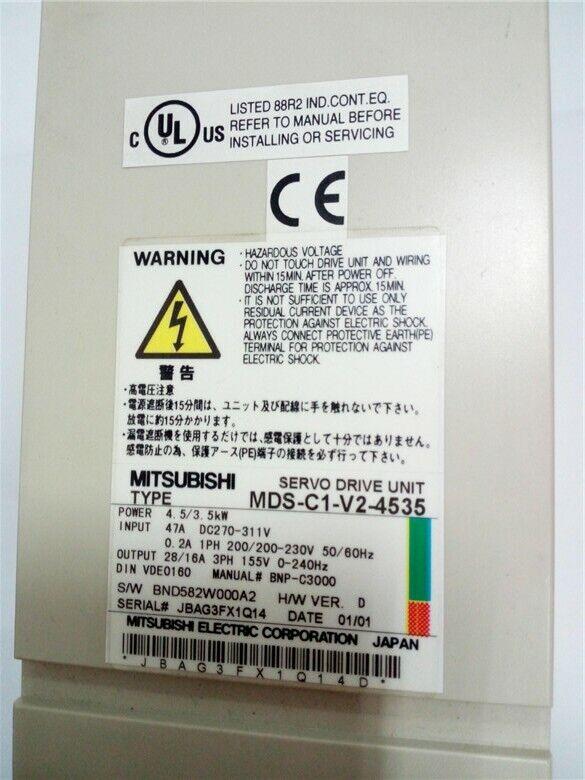 C UL ® US
LISTED 88R2 IND.CONT.EQ.
REFER TO MANUAL BEFORE
INSTALLING OR SERVICING
CE
WARNING
・HAZARDOUS VOLTAGE
・DO NOT TOUCH DRIVE UNIT AND WIRING
WITHIN 15MIN. AFTER POWER OFF.
DISCHARGE TIME IS APPROX. 15MIN.
・IT IS NOT SUFFICIENT TO USE ONLY
RESIDUAL CURRENT DEVICE AS THE
PROTECTION AGAINST ELECTRIC SHOCK.
ALWAYS CONNECT PROTECTIVE EARTH(PE)
TERMINAL FOR PROTECTION AGAINST
ELECTRIC SHOCK.
警告
・高電圧注意
・電源遮断後15分間は、ユニット及び配線に手を触れないで下さい。
放電に約15分かかります。
・漏電遮断機を使用するだけでは、感電保護として十分ではありません。
感電防止の為、保護アース(PE)端子の接続を必ず行って下さい。
MITSUBISHI SERVO DRIVE UNIT
TYPE MDS-C1-V2-4535
POWER 4.5/3.5kW
INPUT 47A DC270-311V
0.2A 1PH 200/200-230V 50/60Hz
OUTPUT 28/16A 3PH 155V 0-240Hz
DIN VDE0160 MANUAL# BNP-C3000
S/W BND582W000A2 H/W VER. D
SERIAL# JBAG3FX1Q14 DATE 01/01
MITSUBISHI ELECTRIC CORPORATION JAPAN
*JBAG3FX1Q14D*